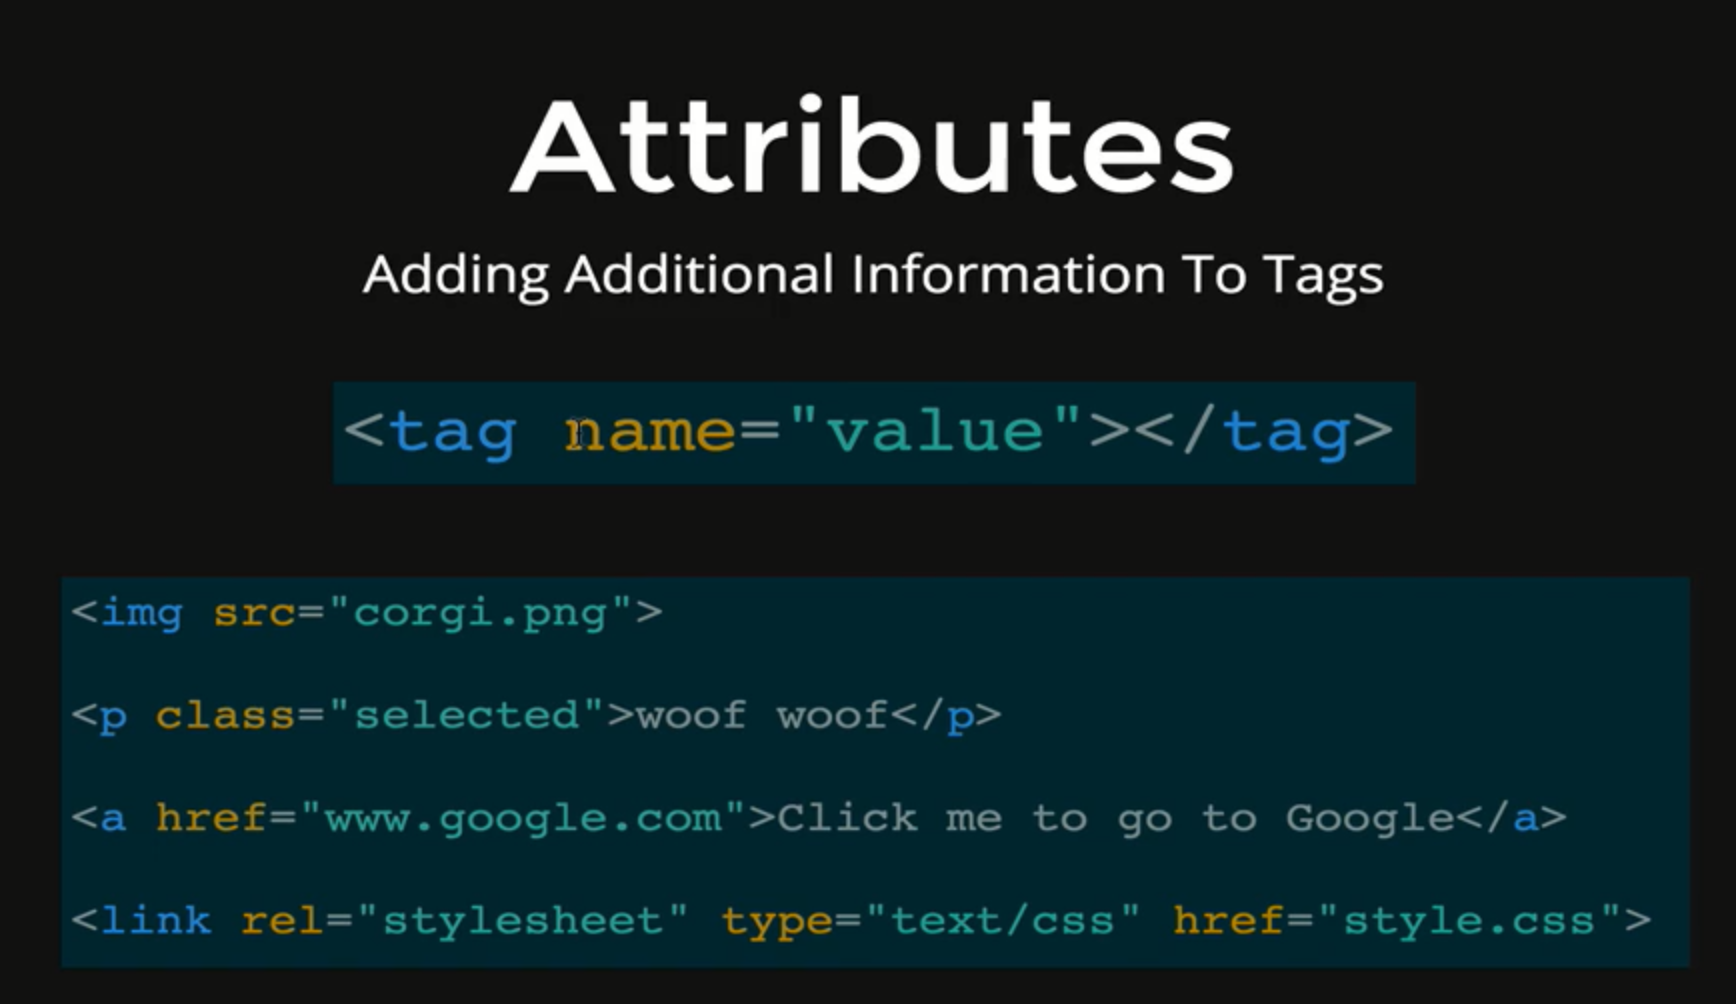 Attributes
Adding Additional Information To Tags
<tag name="value"></tag>
<img src="corgi.png">
<p class="selected">woof woof</p>
<a href="www.google.com">Click me to go to Google</a>
<link rel="stylesheet" type="text/css" href="style.css">